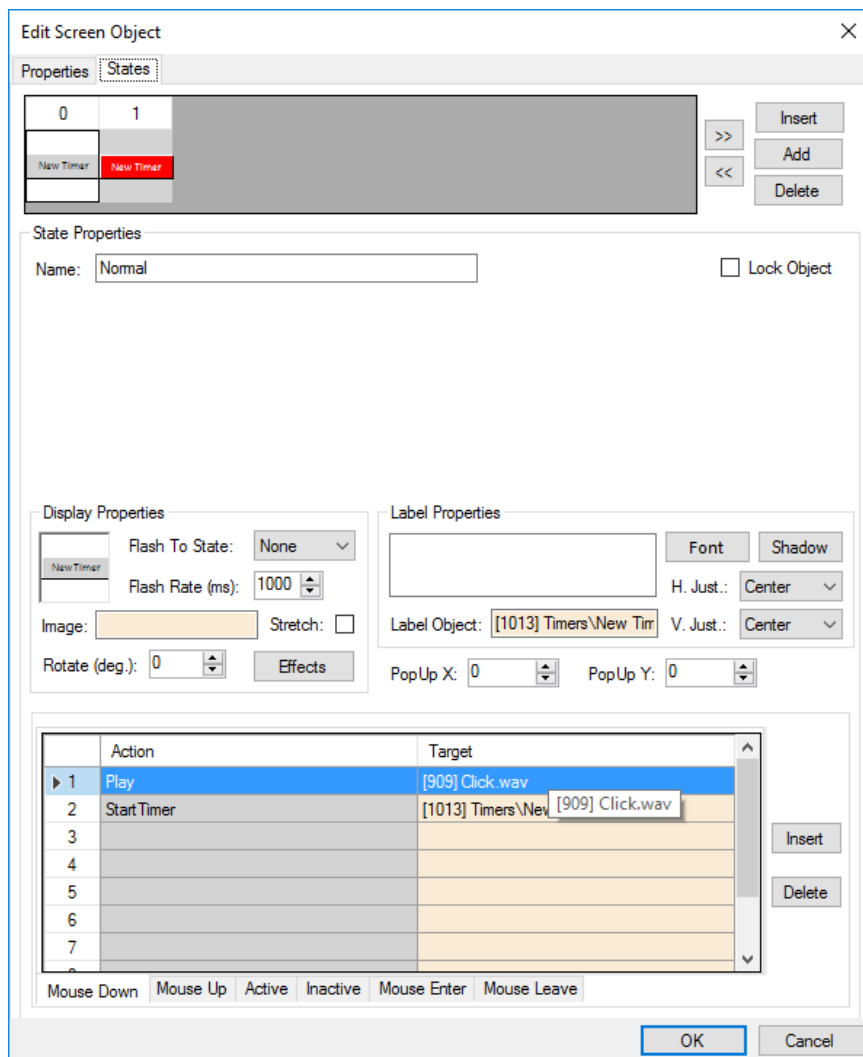 Edit Screen Object
Properties States
0 1
New Timer New Timer
>>
<<
Insert
Add
Delete
State Properties
Name: Normal
Lock Object
Display Properties
New Timer
Flash To State: None
Flash Rate (ms): 1000
Image: Stretch:
Rotate (deg.): 0 Effects
Label Properties
Font Shadow
H. Just.: Center
Label Object: [1013] Timers\New Tim V. Just.: Center
PopUp X: 0 PopUp Y: 0
Action Target
1 Play [909] Click.wav
[909] Click.wav
2 StartTimer [1013] Timers\New
3
4
5
6
7
Insert
Delete
Mouse Down Mouse Up Active Inactive Mouse Enter Mouse Leave
OK Cancel